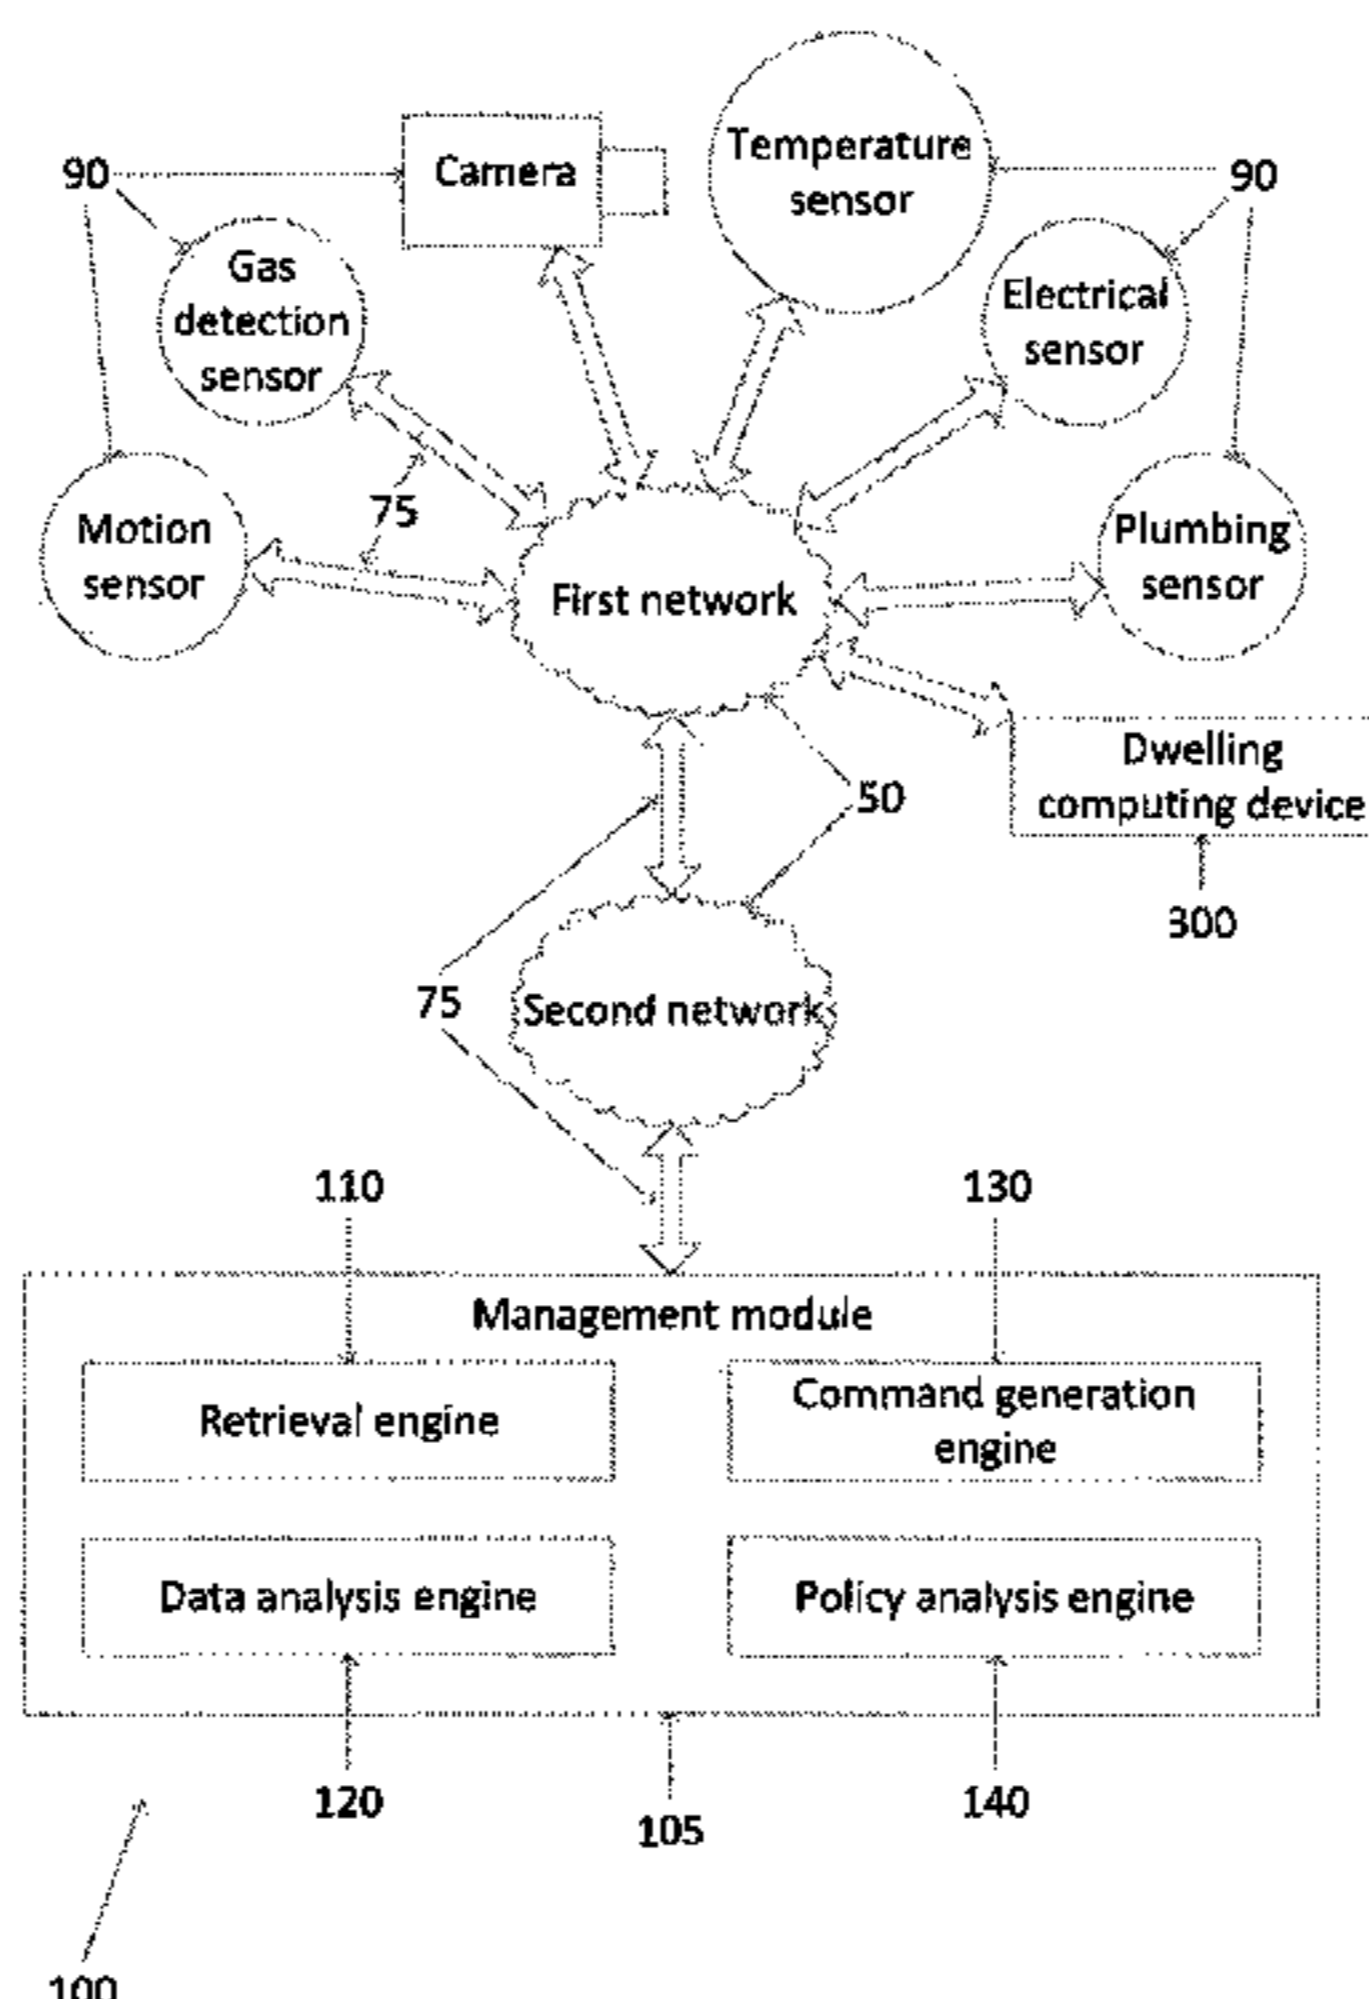 90
Camera
Temperature
sensor
90
Gas
detection
sensor
Electrical
sensor
75
Motion
sensor
First network
Plumbing
sensor
Dwelling
computing device
50
300
75
Second network
110
130
Management module
Retrieval engine
Command generation
engine
Data analysis engine
Policy analysis engine
120
105
140
100